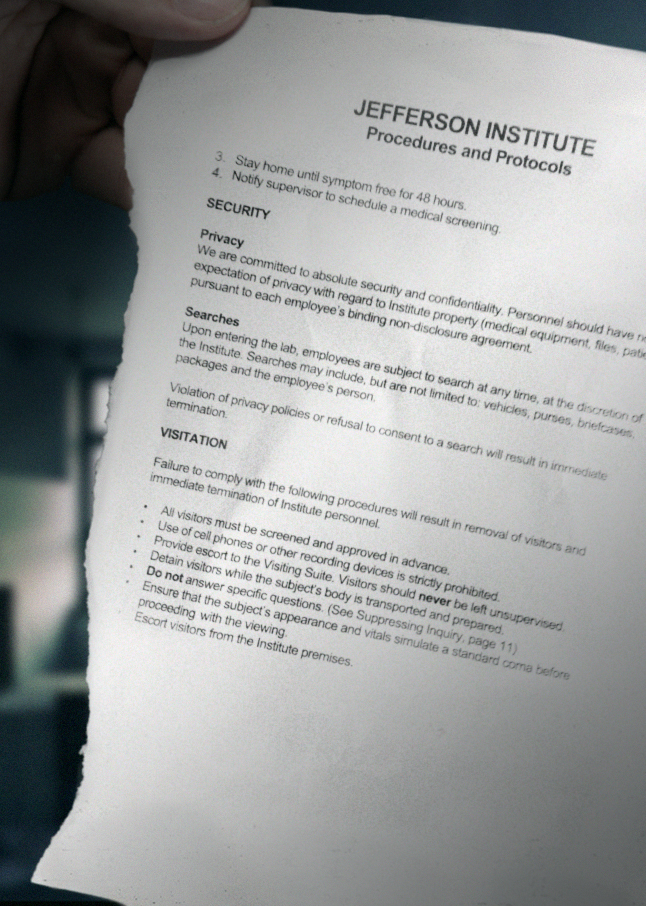 JEFFERSON INSTITUTE
Procedures and Protocols
3. Stay home until symptom free for 48 hours.
4. Notify supervisor to schedule a medical screening.
SECURITY
Privacy
We are committed to absolute security and confidentiality. Personnel should have
expectation of privacy with regard to Institute property (medical equipment, files,
pursuant to each employee's binding non-disclosure agreement.
Searches
Upon entering the lab, employees are subject to search at any time, at the discretion of
the Institute. Searches may include, but are not limited to: vehicles, purses, briefcases,
packages and the employee's person.
Violation of privacy policies or refusal to consent to a search will result in immediate
termination.
VISITATION
Failure to comply with the following procedures will result in removal of visitors and
immediate termination of Institute personnel.
• All visitors must be screened and approved in advance.
• Use of cell phones or other recording devices is strictly prohibited.
• Provide escort to the Visiting Suite. Visitors should never be left unsupervised.
• Detain visitors while the subject's body is transported and prepared.
• Do not answer specific questions. (See Suppressing Inquiry, page 11)
• Ensure that the subject's appearance and vitals simulate a standard coma before
proceeding with the viewing.
Escort visitors from the Institute premises.